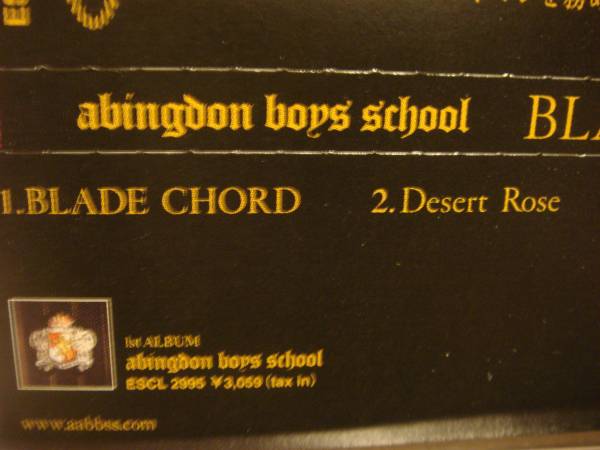 abingdon boys school BLA
1.BLADE CHORD 2.Desert Rose
1st ALBUM
abingdon boys school
ESCL 2995 ¥3,059 (tax in)
www.aabbss.com